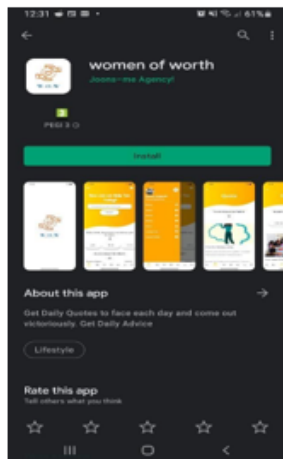 12:31
61%
women of worth
Joons-me Agency!
3
PEGI 3
Install
About this app
Get Daily Quotes to face each day and come out
victoriously. Get Daily Advice
Lifestyle
Rate this app
Tell others what you think